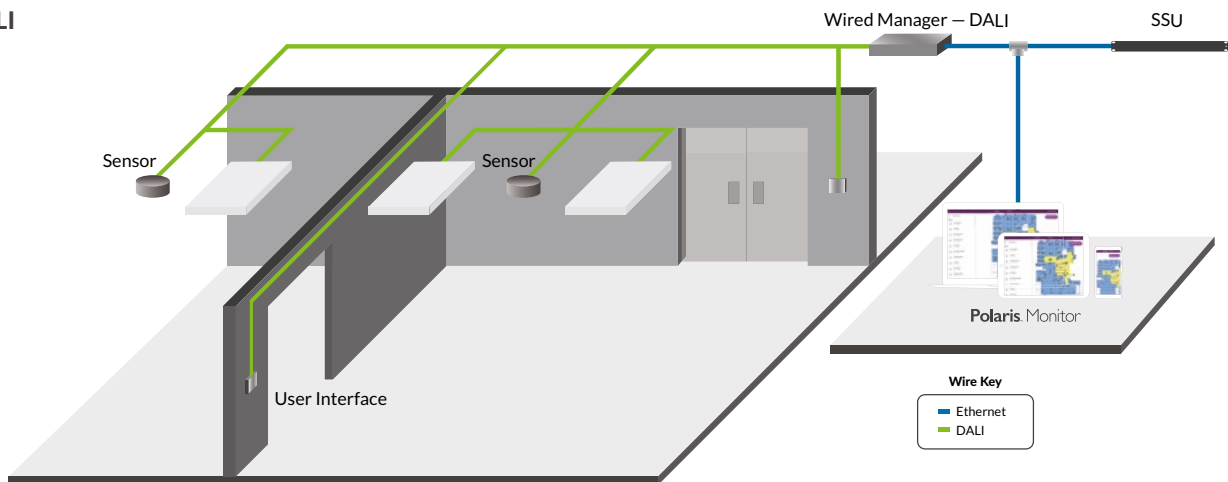 LI
Wired Manager – DALI
SSU
Sensor
Sensor
User Interface
Polaris. Monitor
Wire Key
Ethernet
DALI